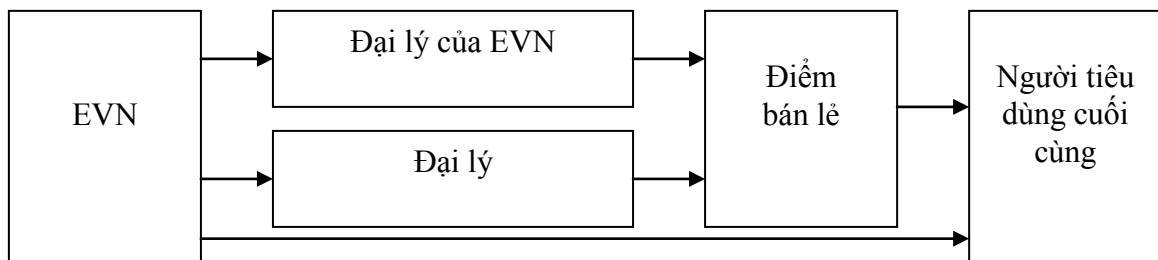 EVN
Đại lý của EVN
Đại lý
Điểm
bán lẻ
Người tiêu
dùng cuối
cùng